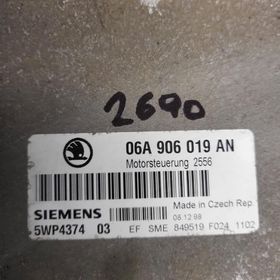 2690
06A 906 019 AN
Motorsteuerung 2556
Made in Czech Rep.
SIEMENS 08.12.98
5WP4374 03 EF SME 849519 F024 1102